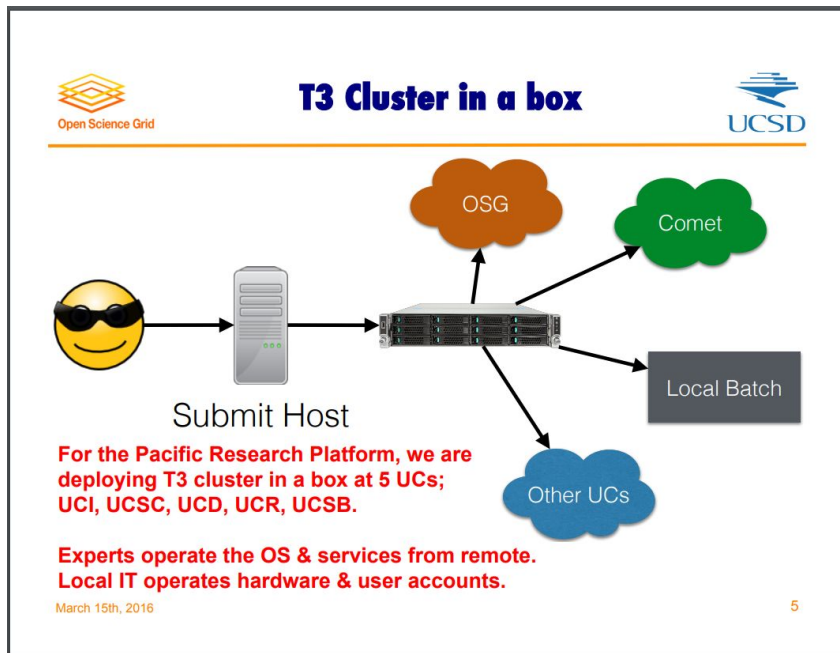 T3 Cluster in a box
Open Science Grid
UCSD
OSG
Comet
Local Batch
Other UCs
Submit Host
For the Pacific Research Platform, we are
deploying T3 cluster in a box at 5 UCs;
UCI, UCSC, UCD, UCR, UCSB.
Experts operate the OS & services from remote.
Local IT operates hardware & user accounts.
March 15th, 2016
5